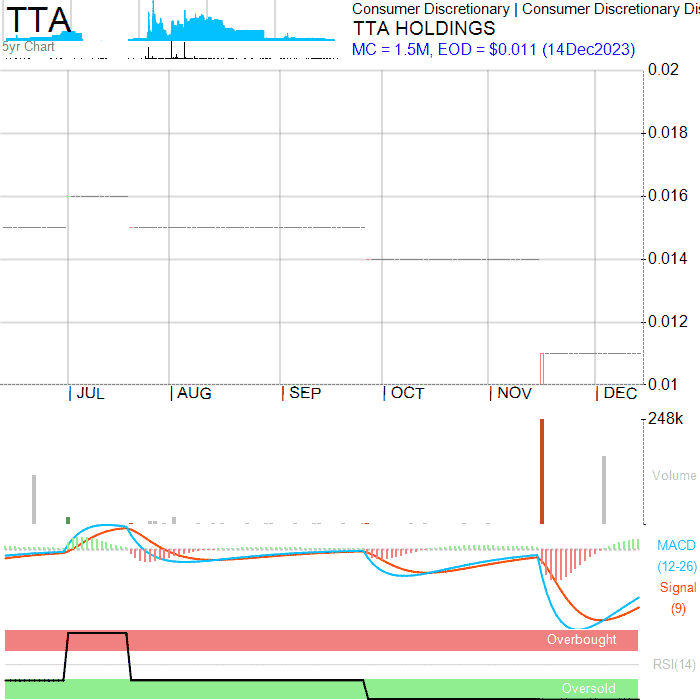 TTA
5yr Chart
Consumer Discretionary | Consumer Discretionary Dis
TTA HOLDINGS
MC = 1.5M, EOD = $0.011 (14Dec2023)
0.02
0.018
0.016
0.014
0.012
0.01
JUL AUG SEP OCT NOV DEC
248k
Volume
MACD
(12-26)
Signal
(9)
Overbought
RSI(14)
Oversold